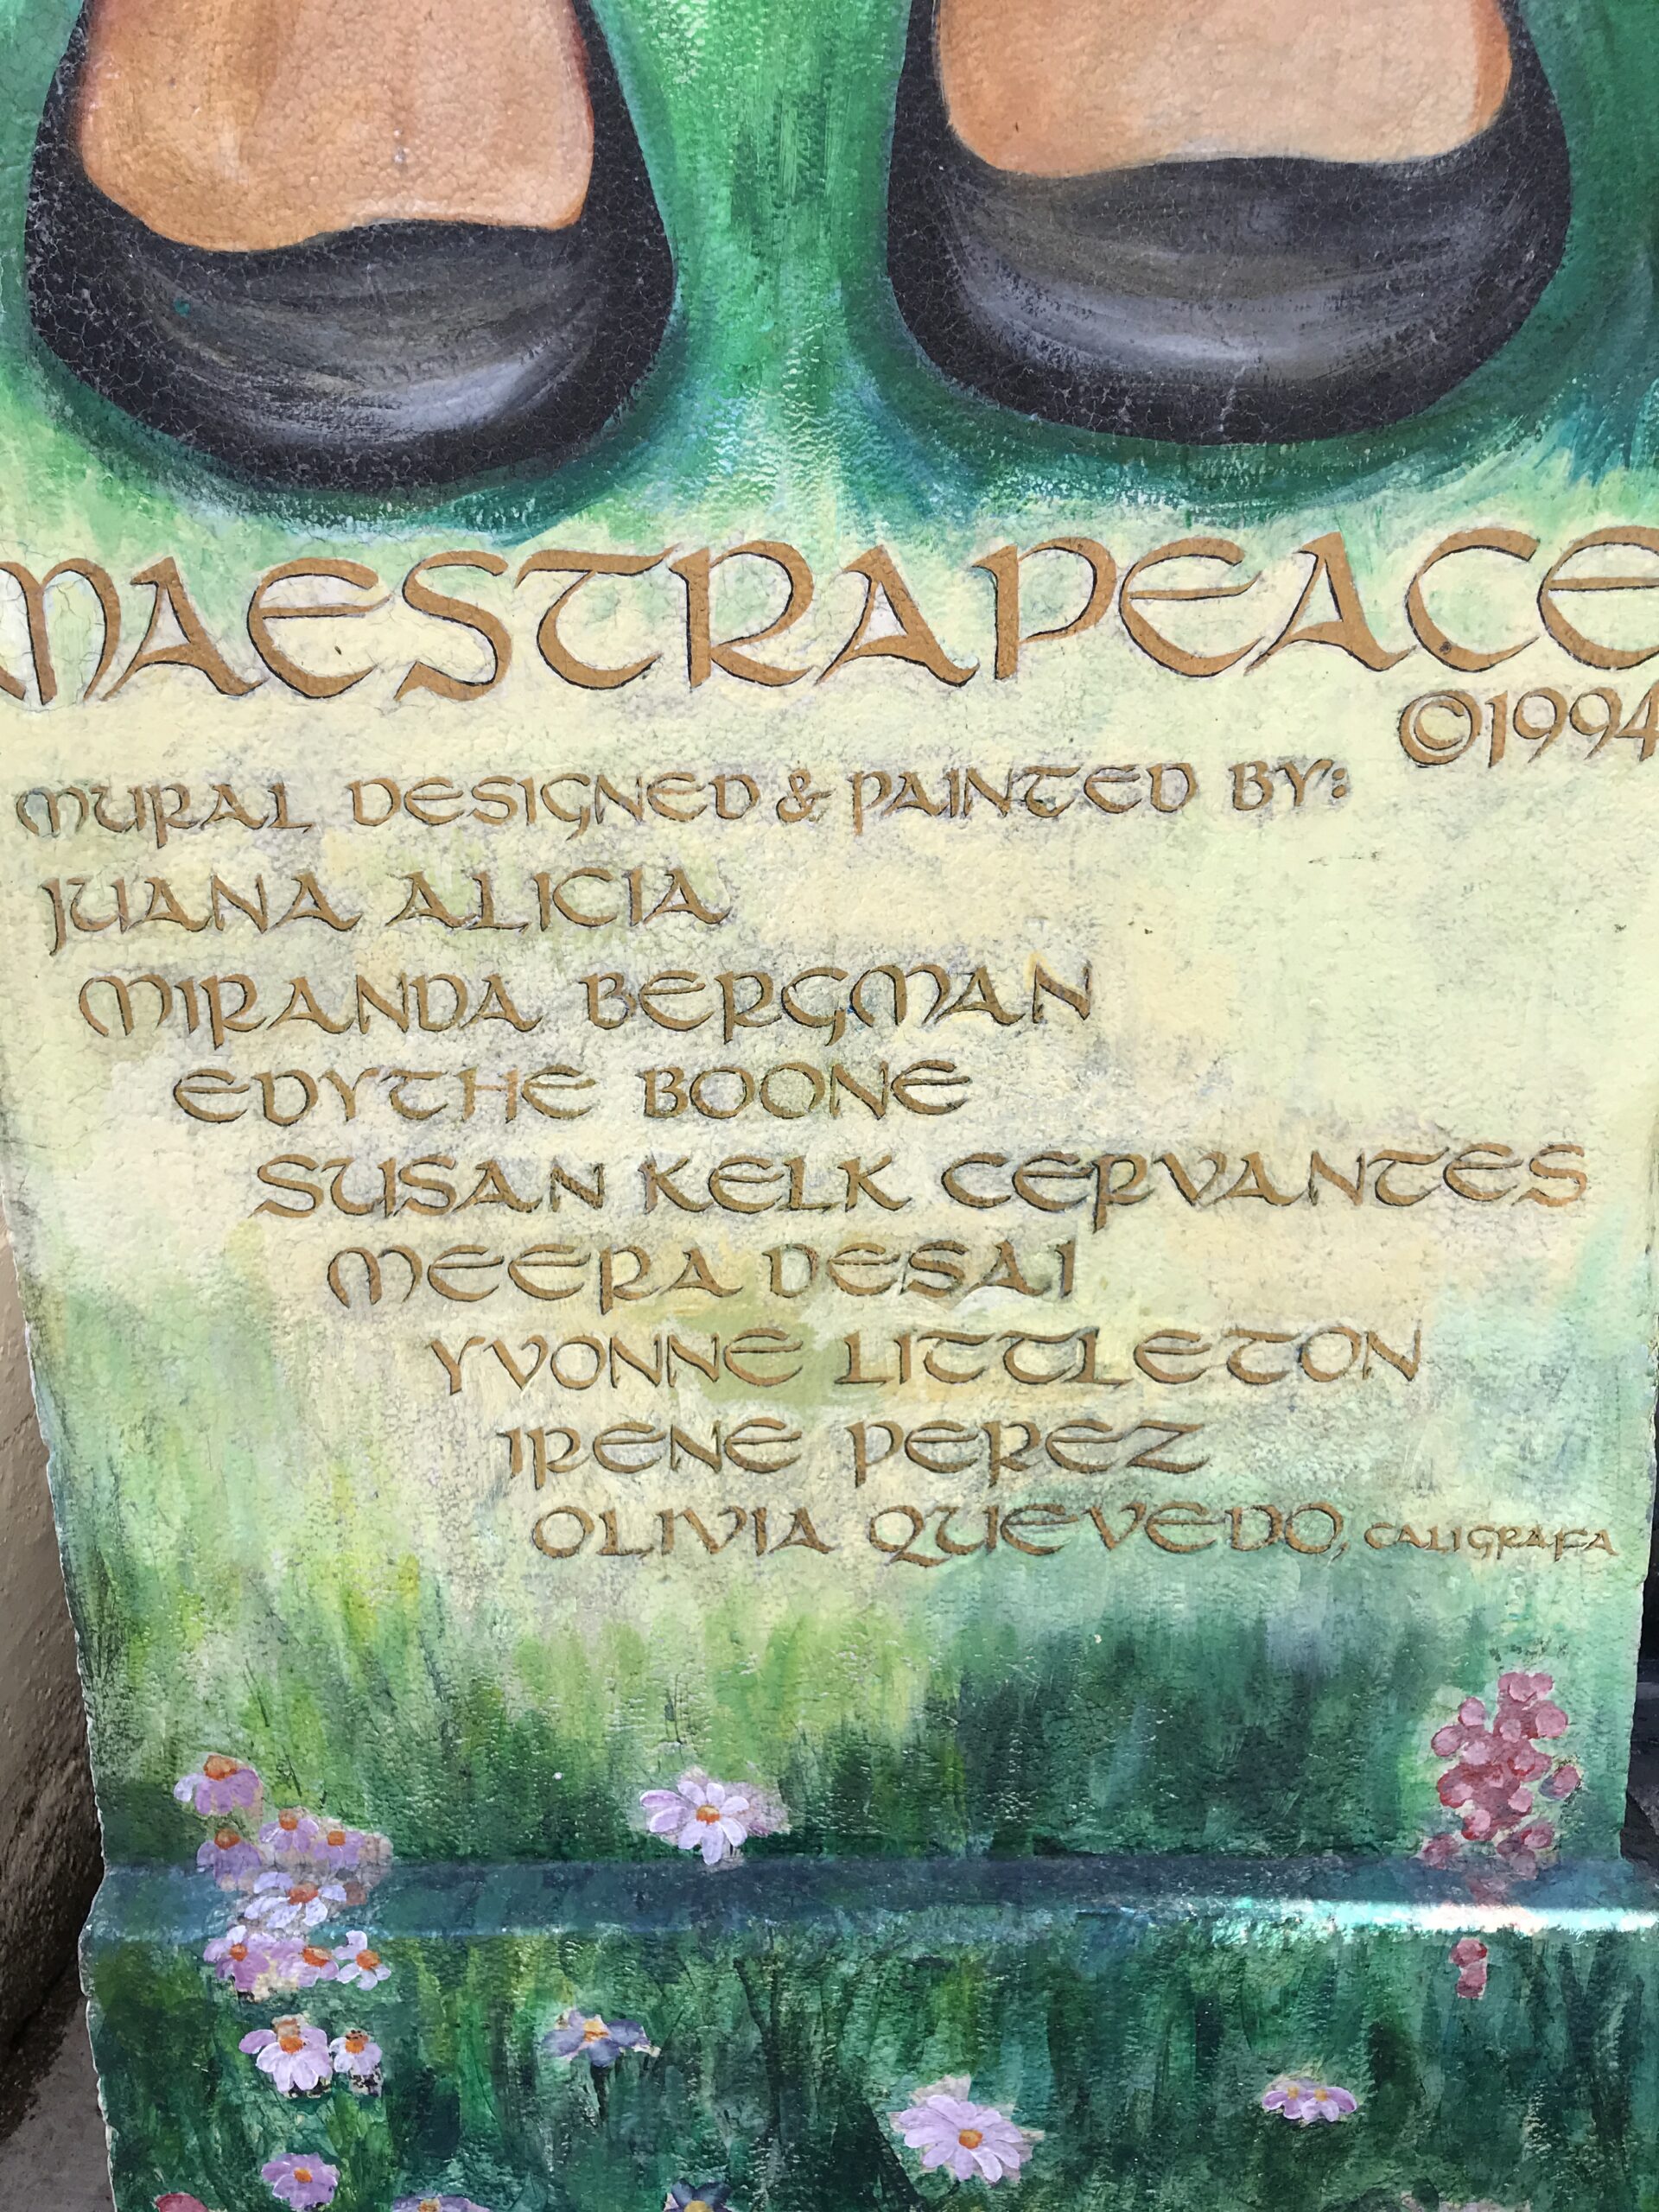 MAESTRAPEACE
©1994
MURAL DESIGNED & PAINTED BY:
JUANA ALICIA
MIRANDA BERGMAN
EDYTHE BOONE
SUSAN KELK CERVANTES
MEERA DESAI
YVONNE LITTLETON
IRENE PEREZ
OLIVIA QUEVEDO, CALIGRAFA